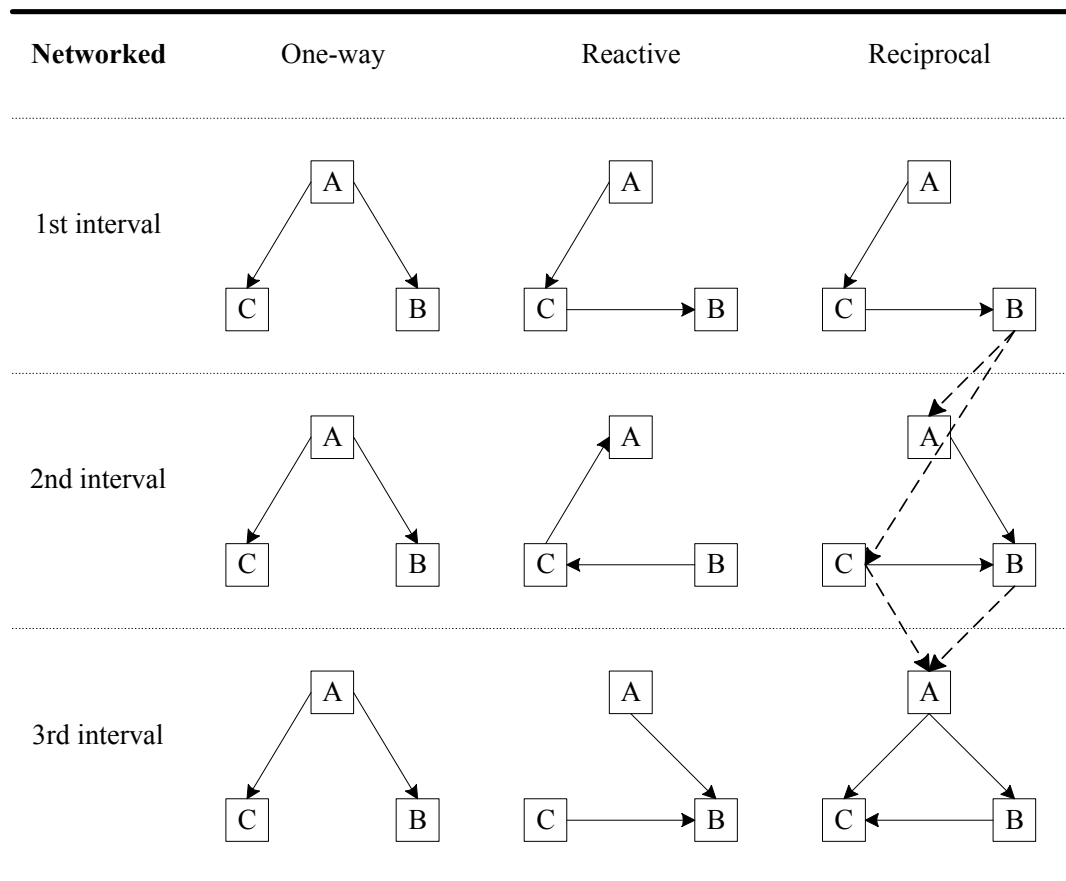 Networked One-way Reactive Reciprocal
A A A
1st interval
C B C B C B
A A A
2nd interval
C B C B C B
A A A
3rd interval
C B C B C B